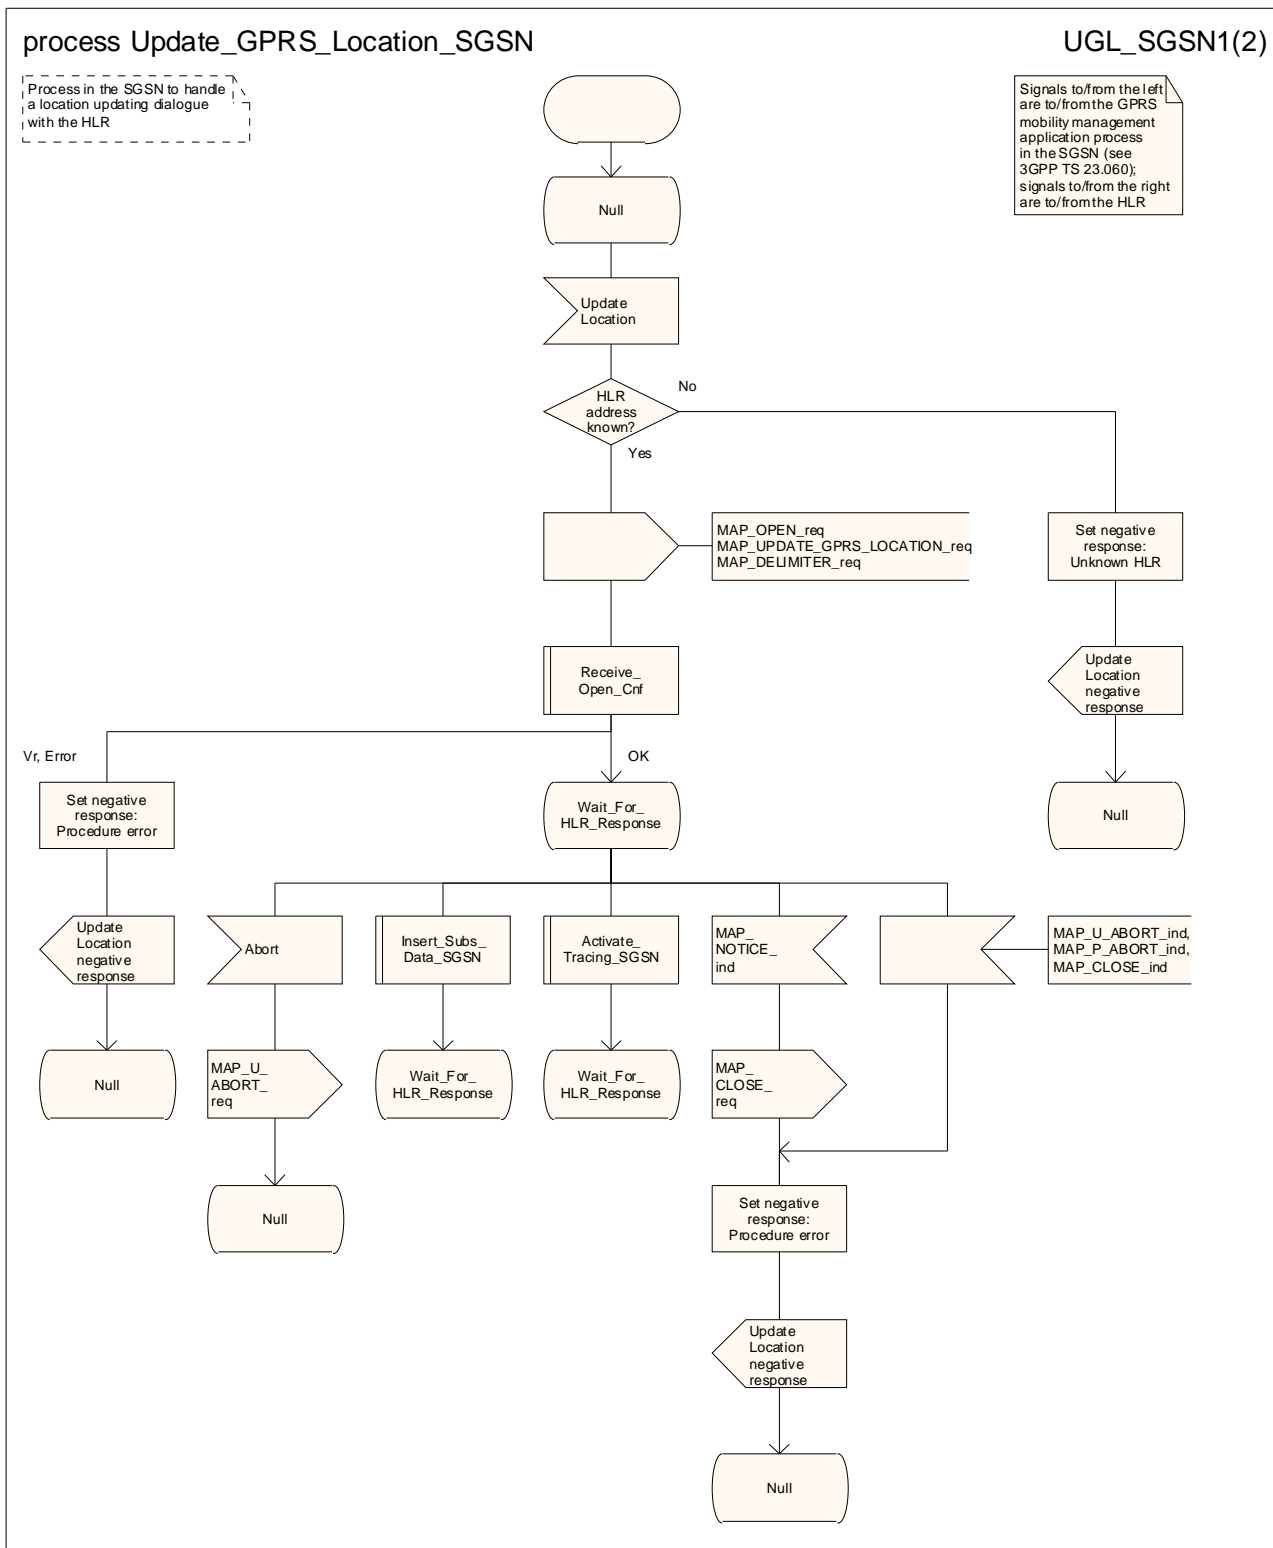 process Update_GPRS_Location_SGSN
UGL_SGSN1(2)
Process in the SGSN to handle
a location updating dialogue
with the HLR
Signals to/from the left
are to/from the GPRS
mobility management
application process
in the SGSN (see
3GPP TS 23.060);
signals to/from the right
are to/from the HLR
Null
Update
Location
HLR
address
known?
No
Yes
MAP_OPEN_req
MAP_UPDATE_GPRS_LOCATION_req
MAP_DELIMITER_req
Set negative
response:
Unknown HLR
Receive_
Open_Cnf
Update
Location
negative
response
Vr, Error
OK
Set negative
response:
Procedure error
Wait_For_
HLR_Response
Null
Update
Location
negative
response
Abort
Insert_Subs_
Data_SGSN
Activate_
Tracing_SGSN
MAP_
NOTICE_
ind
MAP_U_ABORT_ind,
MAP_P_ABORT_ind,
MAP_CLOSE_ind
Null
MAP_U_
ABORT_
req
Wait_For_
HLR_Response
Wait_For_
HLR_Response
MAP_
CLOSE_
req
Null
Set negative
response:
Procedure error
Update
Location
negative
response
Null